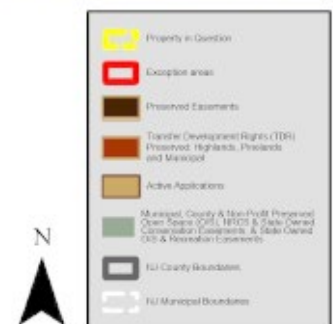 Property in Question
Exception areas
Preserved Easements
Transfer Development Rights (TDR)
Preserved: Highlands, Pinelands
and Municipal
Active Applications
Municipal, County & Non-Profit Preserved
Open Space (O/S), NRCS & State Owned
Conservation Easements, & State Owned
O/S & Recreation Easements
N
NJ County Boundaries
NJ Municipal Boundaries